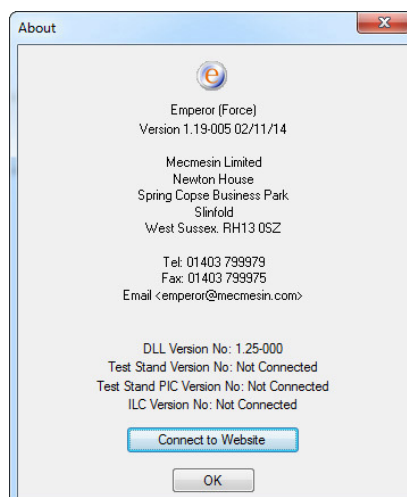 About
x
e
Emperor (Force)
Version 1.19-005 02/11/14
Mecmesin Limited
Newton House
Spring Copse Business Park
Slinfold
West Sussex. RH13 0SZ
Tel: 01403 799979
Fax: 01403 799975
Email <emperor@mecmesin.com>
DLL Version No: 1.25-000
Test Stand Version No: Not Connected
Test Stand PIC Version No: Not Connected
ILC Version No: Not Connected
Connect to Website
OK